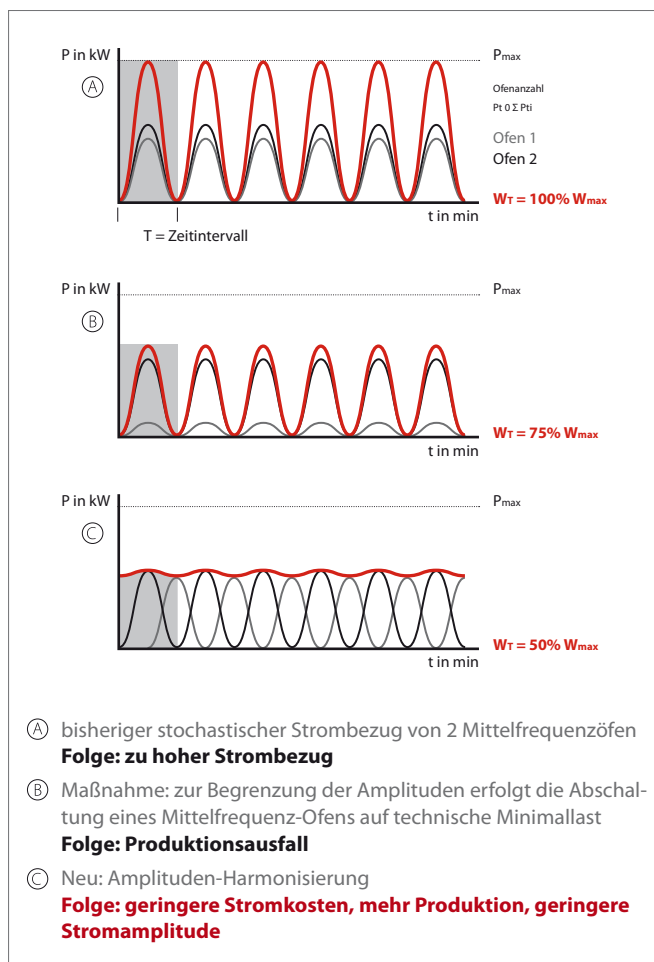 P in kW
Pmax
A
Ofenanzahl
Pt 0 Σ Pti
Ofen 1
Ofen 2
WT = 100% Wmax
t in min
T = Zeitintervall
P in kW
Pmax
B
WT = 75% Wmax
t in min
P in kW
Pmax
C
WT = 50% Wmax
t in min
A bisheriger stochastischer Strombezug von 2 Mittelfrequenzöfen
Folge: zu hoher Strombezug
B Maßnahme: zur Begrenzung der Amplituden erfolgt die Abschal-
tung eines Mittelfrequenz-Ofens auf technische Minimallast
Folge: Produktionsausfall
C Neu: Amplituden-Harmonisierung
Folge: geringere Stromkosten, mehr Produktion, geringere
Stromamplitude